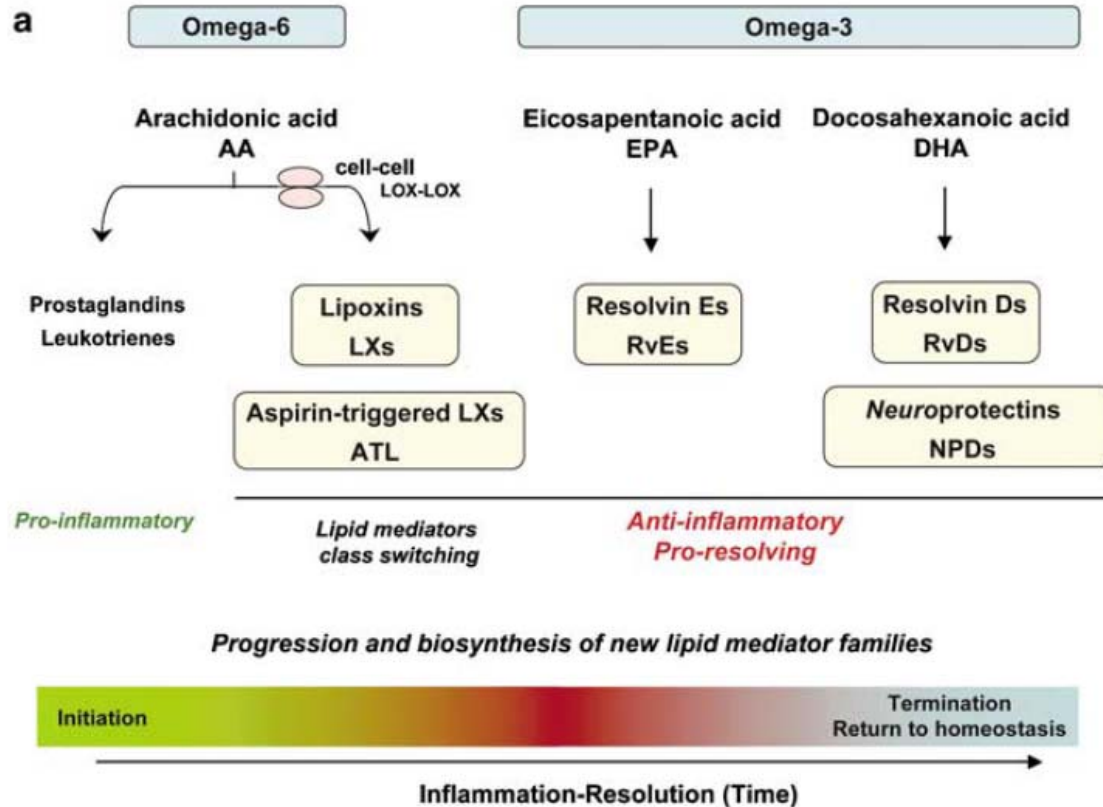 a
Omega-6
Omega-3
Arachidonic acid
AA
cell-cell
LOX-LOX
Eicosapentanoic acid
EPA
Docosahexanoic acid
DHA
Prostaglandins
Leukotrienes
Lipoxins
LXs
Resolvin Es
RvEs
Resolvin Ds
RvDs
Aspirin-triggered LXs
ATL
Neuroprotectins
NPDs
Pro-inflammatory
Lipid mediators
class switching
Anti-inflammatory
Pro-resolving
Progression and biosynthesis of new lipid mediator families
Initiation
Termination
Return to homeostasis
Inflammation-Resolution (Time)